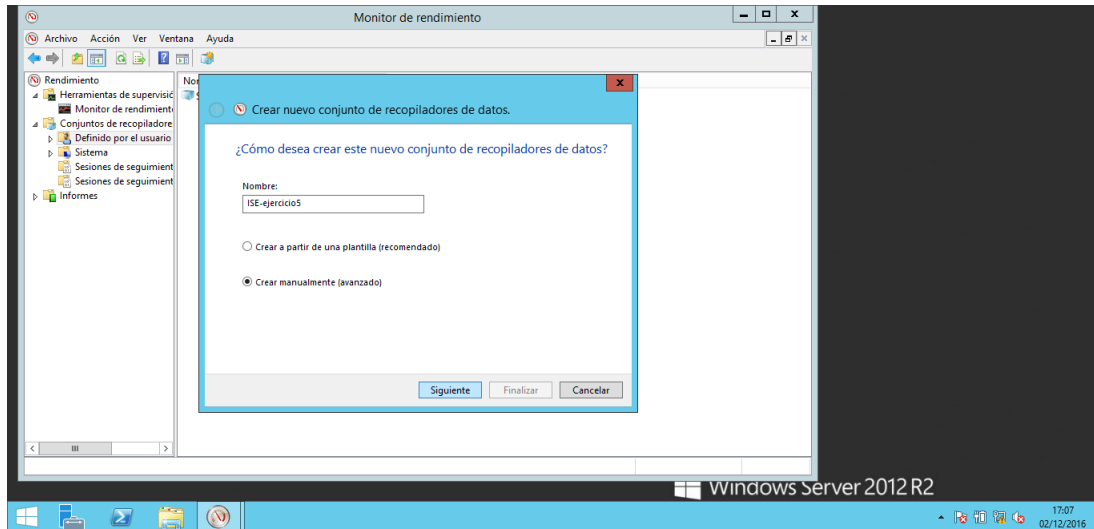 Monitor de rendimiento
Archivo Acción Ver Ventana Ayuda
Rendimiento
Herramientas de supervisió
Monitor de rendimient
Conjuntos de recopiladore
Definido por el usuario
Sistema
Sesiones de seguimient
Sesiones de seguimient
Informes
Crear nuevo conjunto de recopiladores de datos.
¿Cómo desea crear este nuevo conjunto de recopiladores de datos?
Nombre:
ISE-ejercicio5
Crear a partir de una plantilla (recomendado)
Crear manualmente (avanzado)
Siguiente Finalizar Cancelar
Windows Server 2012 R2
17:07
02/12/2016